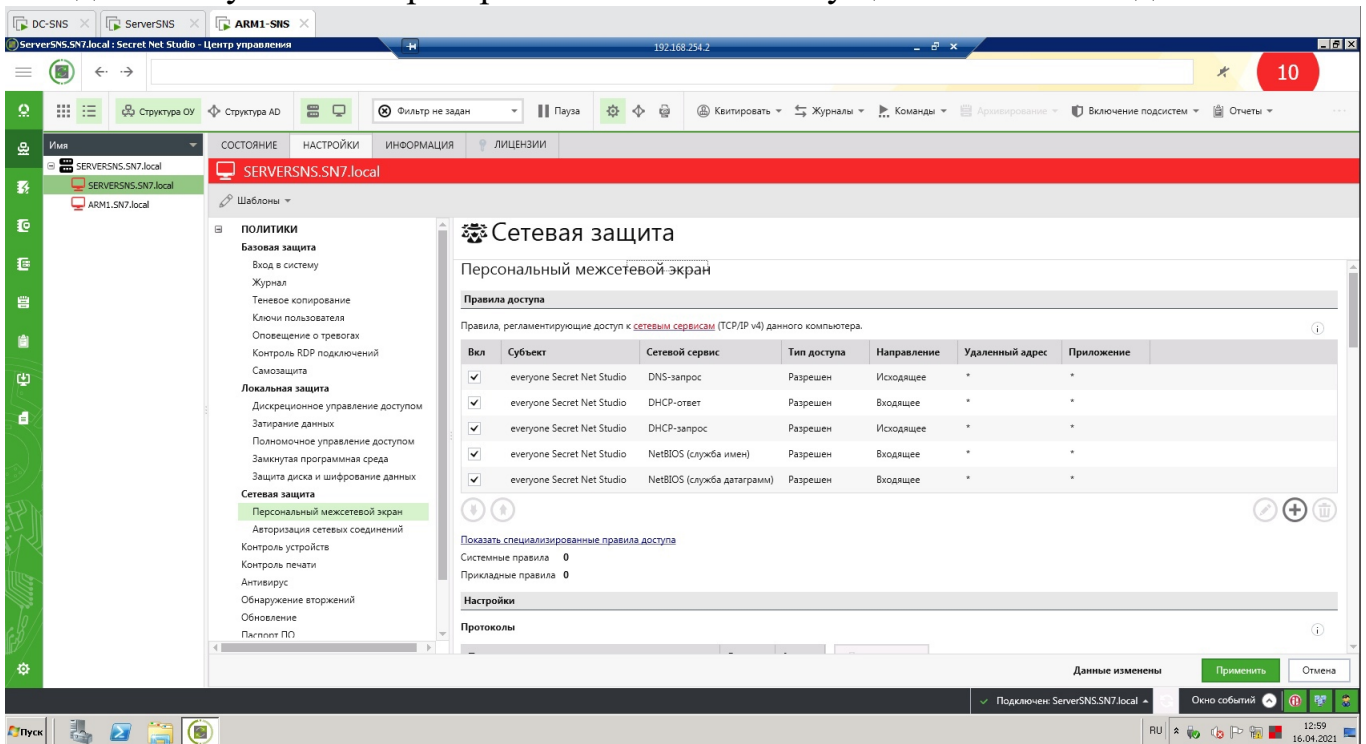 DC-SNS
ServerSNS
ARM1-SNS
ServerSNS.SN7.local : Secret Net Studio - Центр управления
192.168.254.2
10
Структура ОУ
Структура AD
Фильтр не задан
Пауза
Квитировать
Журналы
Команды
Архивирование
Включение подсистем
Отчеты
Имя
SERVERSNS.SN7.local
SERVERSNS.SN7.local
ARM1.SN7.local
СОСТОЯНИЕ НАСТРОЙКИ ИНФОРМАЦИЯ ЛИЦЕНЗИИ
SERVERSNS.SN7.local
Шаблоны
ПОЛИТИКИ
Базовая защита
Вход в систему
Журнал
Теневое копирование
Ключи пользователя
Оповещение о тревогах
Контроль RDP подключений
Самозащита
Локальная защита
Дискреционное управление доступом
Затирание данных
Полномочное управление доступом
Замкнутая программная среда
Защита диска и шифрование данных
Сетевая защита
Персональный межсетевой экран
Авторизация сетевых соединений
Контроль устройств
Контроль печати
Антивирус
Обнаружение вторжений
Обновление
Паспорт ПО
Сетевая защита
Персональный межсетевой экран
Правила доступа
Правила, регламентирующие доступ к сетевым сервисам (TCP/IP v4) данного компьютера.
Вкл Субъект Сетевой сервис Тип доступа Направление Удаленный адрес Приложение
everyone Secret Net Studio DNS-запрос Разрешен Исходящее * *
everyone Secret Net Studio DHCP-ответ Разрешен Входящее * *
everyone Secret Net Studio DHCP-запрос Разрешен Исходящее * *
everyone Secret Net Studio NetBIOS (служба имен) Разрешен Входящее * *
everyone Secret Net Studio NetBIOS (служба датаграмм) Разрешен Входящее * *
Показать специализированные правила доступа
Системные правила 0
Прикладные правила 0
Настройки
Протоколы
Данные изменены
Применить
Отмена
Подключен: ServerSNS.SN7.local
Окно событий
Пуск
RU
12:59
16.04.2021